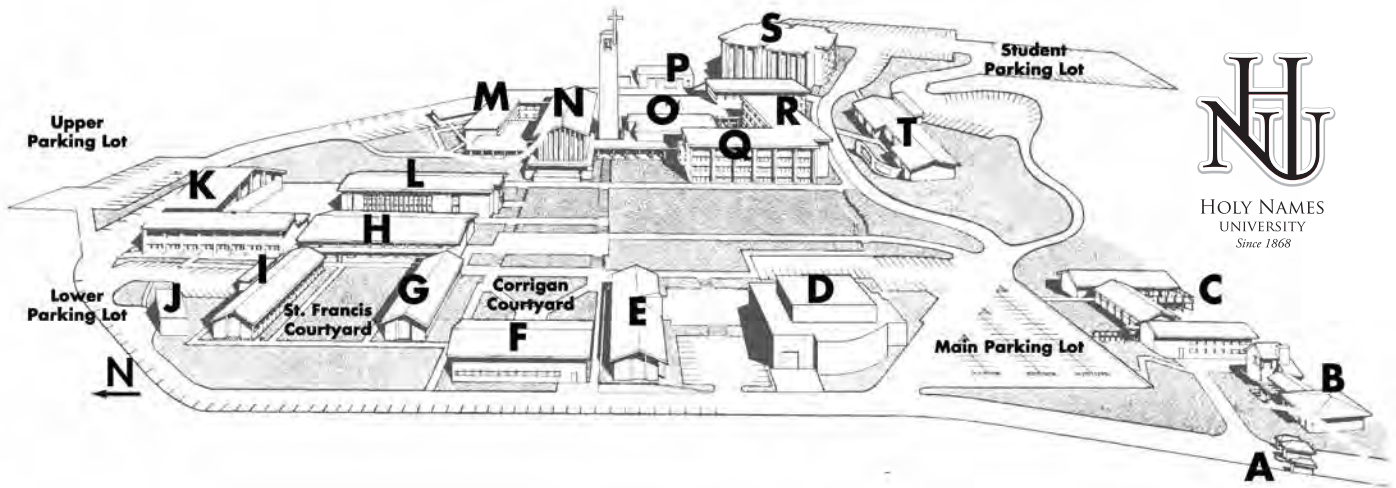 S
Student
Parking Lot
P
M
N
O
R
Upper
Parking Lot
T
Q
K
L
HNU
HOLY NAMES
UNIVERSITY
Since 1868
H
I
J
G
Corrigan
Courtyard
D
C
Lower
Parking Lot
St. Francis
Courtyard
E
F
Main Parking Lot
N
B
A